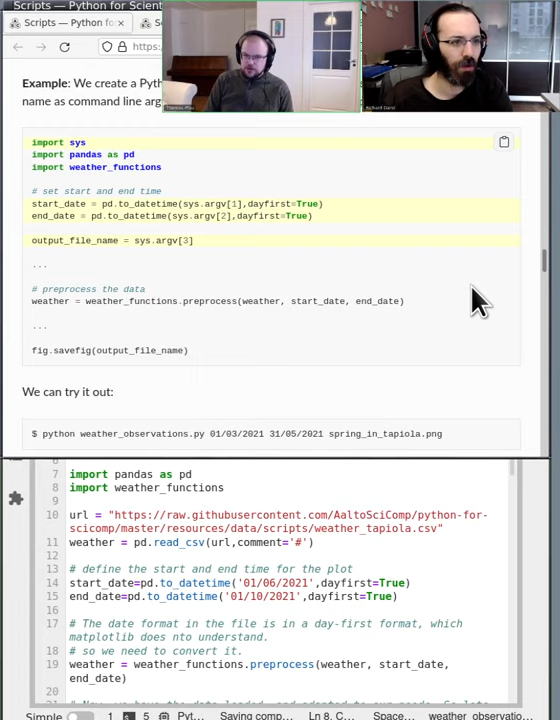 Scripts — Python for Scient
Scripts — Python for
Sc
https:
Example: We create a Pyth
name as command line arg
import sys
import pandas as pd
import weather_functions
# set start and end time
start_date = pd.to_datetime(sys.argv[1],dayfirst=True)
end_date = pd.to_datetime(sys.argv[2],dayfirst=True)
output_file_name = sys.argv[3]
...
# preprocess the data
weather = weather_functions.preprocess(weather, start_date, end_date)
...
fig.savefig(output_file_name)
We can try it out:
$ python weather_observations.py 01/03/2021 31/05/2021 spring_in_tapiola.png
6
7 import pandas as pd
8 import weather_functions
9
10 url = "https://raw.githubusercontent.com/AaltoSciComp/python-for-
scicomp/master/resources/data/scripts/weather_tapiola.csv"
11 weather = pd.read_csv(url,comment='#')
12
13 # define the start and end time for the plot
14 start_date=pd.to_datetime('01/06/2021',dayfirst=True)
15 end_date=pd.to_datetime('01/10/2021',dayfirst=True)
16
17 # The date format in the file is in a day-first format, which
matplotlib does nto understand.
18 # so we need to convert it.
19 weather = weather_functions.preprocess(weather, start_date,
end_date)
20
Simple 1 5 Pyt... Saving comp... Ln 8, C... Space... weather_observatio...